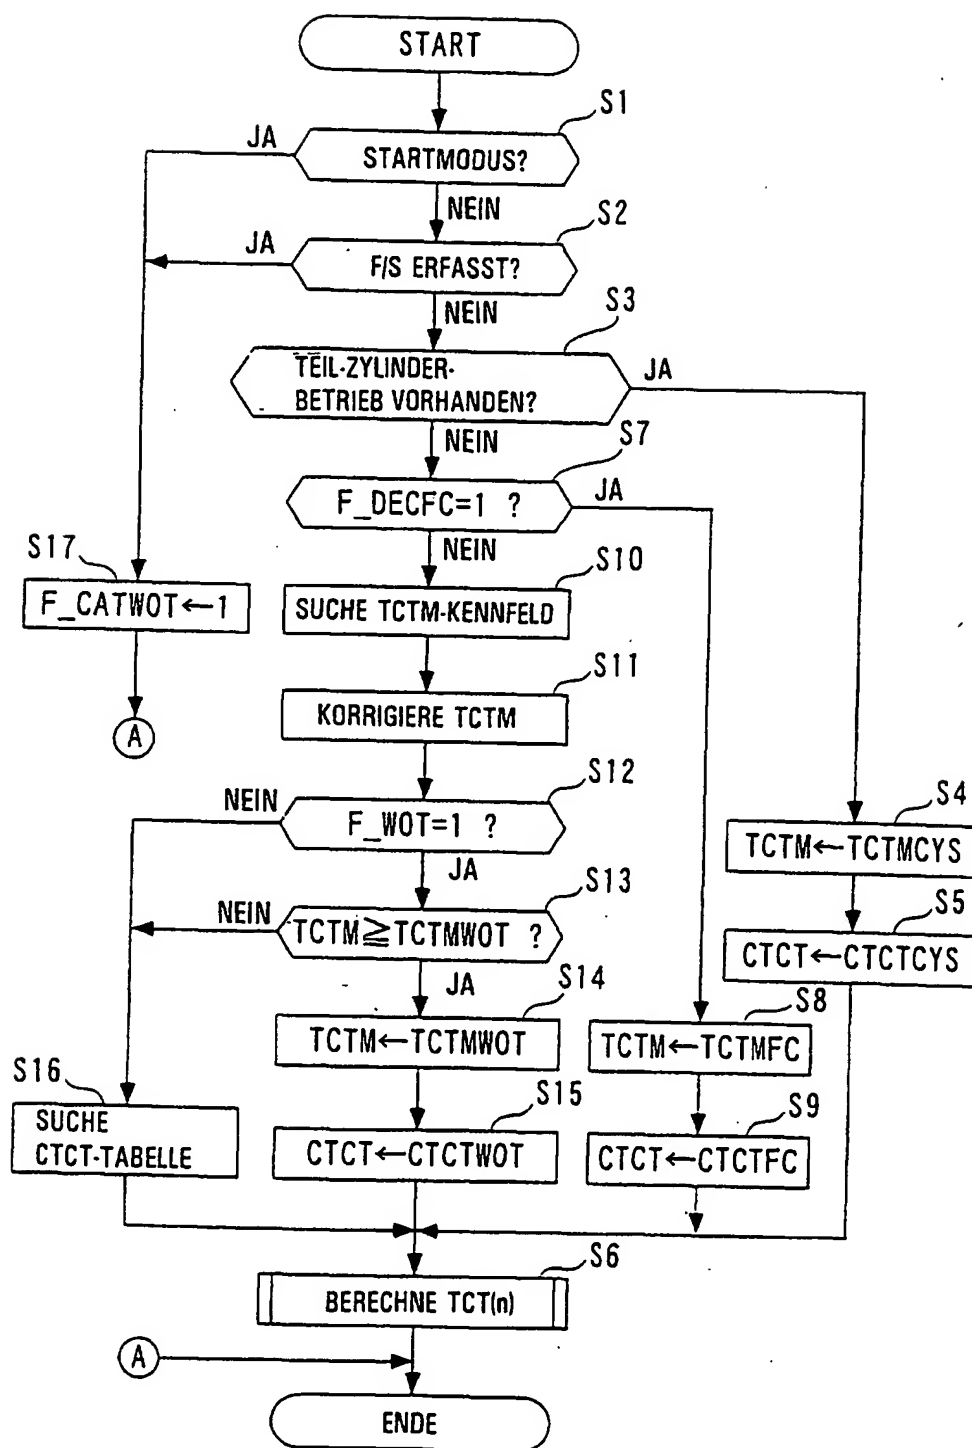 START
S1
JA
STARTMODUS?
NEIN
S2
JA
F/S ERFASST?
NEIN
S3
TEIL-ZYLINDER-
BETRIEB VORHANDEN?
JA
NEIN
S7
F_DECFC=1 ?
JA
NEIN
S17
F_CATWOT←1
S10
SUCHE TCTM-KENNFELD
S11
KORRIGIERE TCTM
A
S12
NEIN
F_WOT=1 ?
JA
S4
TCTM←TCTMCYS
S13
NEIN
TCTM≧TCTMWOT ?
JA
S5
CTCT←CTCTCYS
S14
TCTM←TCTMWOT
S8
TCTM←TCTMFC
S16
SUCHE
CTCT-TABELLE
S15
CTCT←CTCTWOT
S9
CTCT←CTCTFC
S6
BERECHNE TCT(n)
A
ENDE